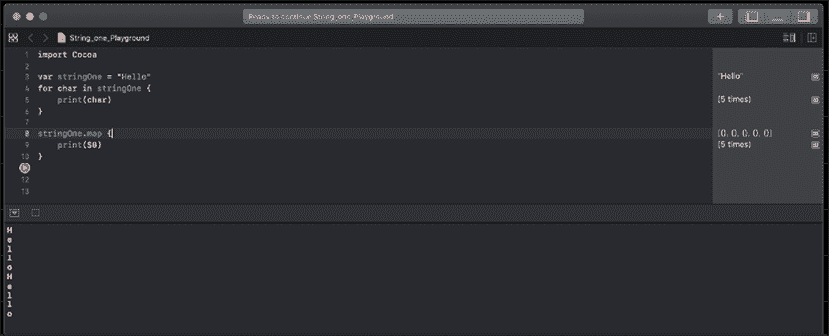 Ready to continue String_one_Playground
String_one_Playground
1 import Cocoa
2
3 var stringOne = "Hello"
4 for char in stringOne {
5 print(char)
6 }
7
8 stringOne.map {
9 print($0)
10 }
12
13
"Hello"
(5 times)
[(), (), (), (), ()]
(5 times)
H
e
l
l
o
H
e
l
l
o